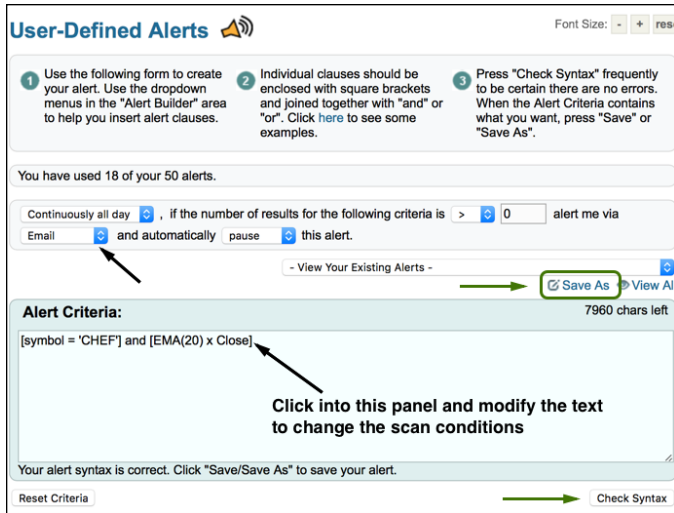 User-Defined Alerts
Font Size: - +
1 Use the following form to create
your alert. Use the dropdown
menus in the "Alert Builder" area
to help you insert alert clauses.
2 Individual clauses should be
enclosed with square brackets
and joined together with "and" or
"or". Click here to see some
examples.
3 Press "Check Syntax" frequently
to be certain there are no errors.
When the Alert Criteria contains
what you want, press "Save" or
"Save As".
You have used 18 of your 50 alerts.
Continuously all day , if the number of results for the following criteria is > 0 alert me via
Email and automatically pause this alert.
- View Your Existing Alerts -
Save As View Al
Alert Criteria: 7960 chars left
[symbol = 'CHEF'] and [EMA(20) x Close]
Click into this panel and modify the text
to change the scan conditions
Your alert syntax is correct. Click "Save/Save As" to save your alert.
Reset Criteria Check Syntax